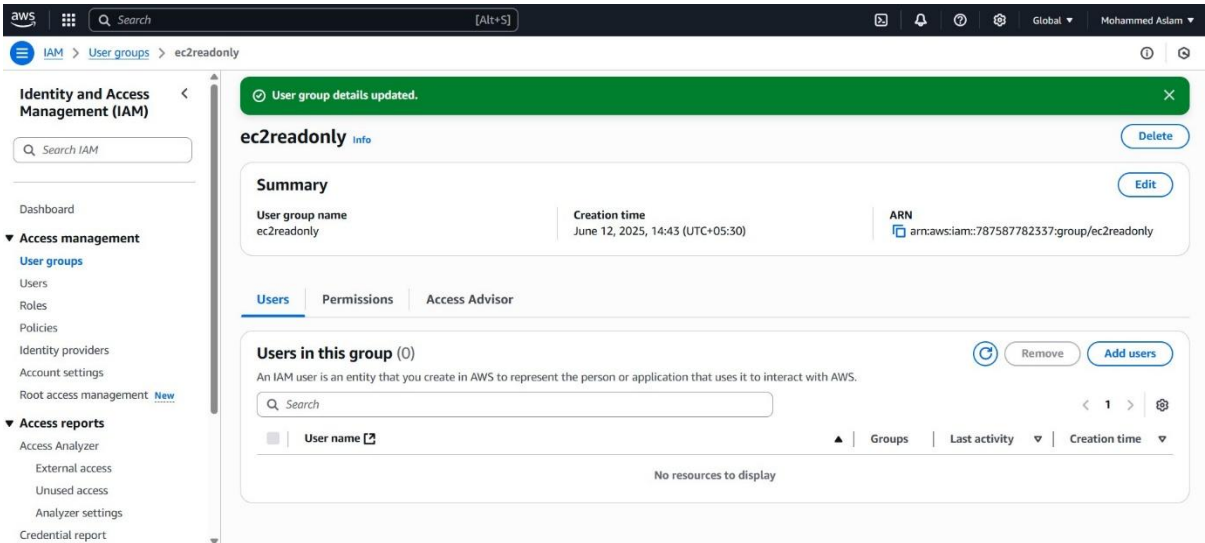 aws Search [Alt+S] Global Mohammed Aslam
IAM > User groups > ec2readonly
Identity and Access Management (IAM)
Search IAM
Dashboard
Access management
User groups
Users
Roles
Policies
Identity providers
Account settings
Root access management New
Access reports
Access Analyzer
External access
Unused access
Analyzer settings
Credential report
User group details updated.
ec2readonly Info Delete
Summary Edit
User group name Creation time ARN
ec2readonly June 12, 2025, 14:43 (UTC+05:30) arn:aws:iam::787587782337:group/ec2readonly
Users Permissions Access Advisor
Users in this group (0) Remove Add users
An IAM user is an entity that you create in AWS to represent the person or application that uses it to interact with AWS.
Search < 1 >
User name Groups Last activity Creation time
No resources to display